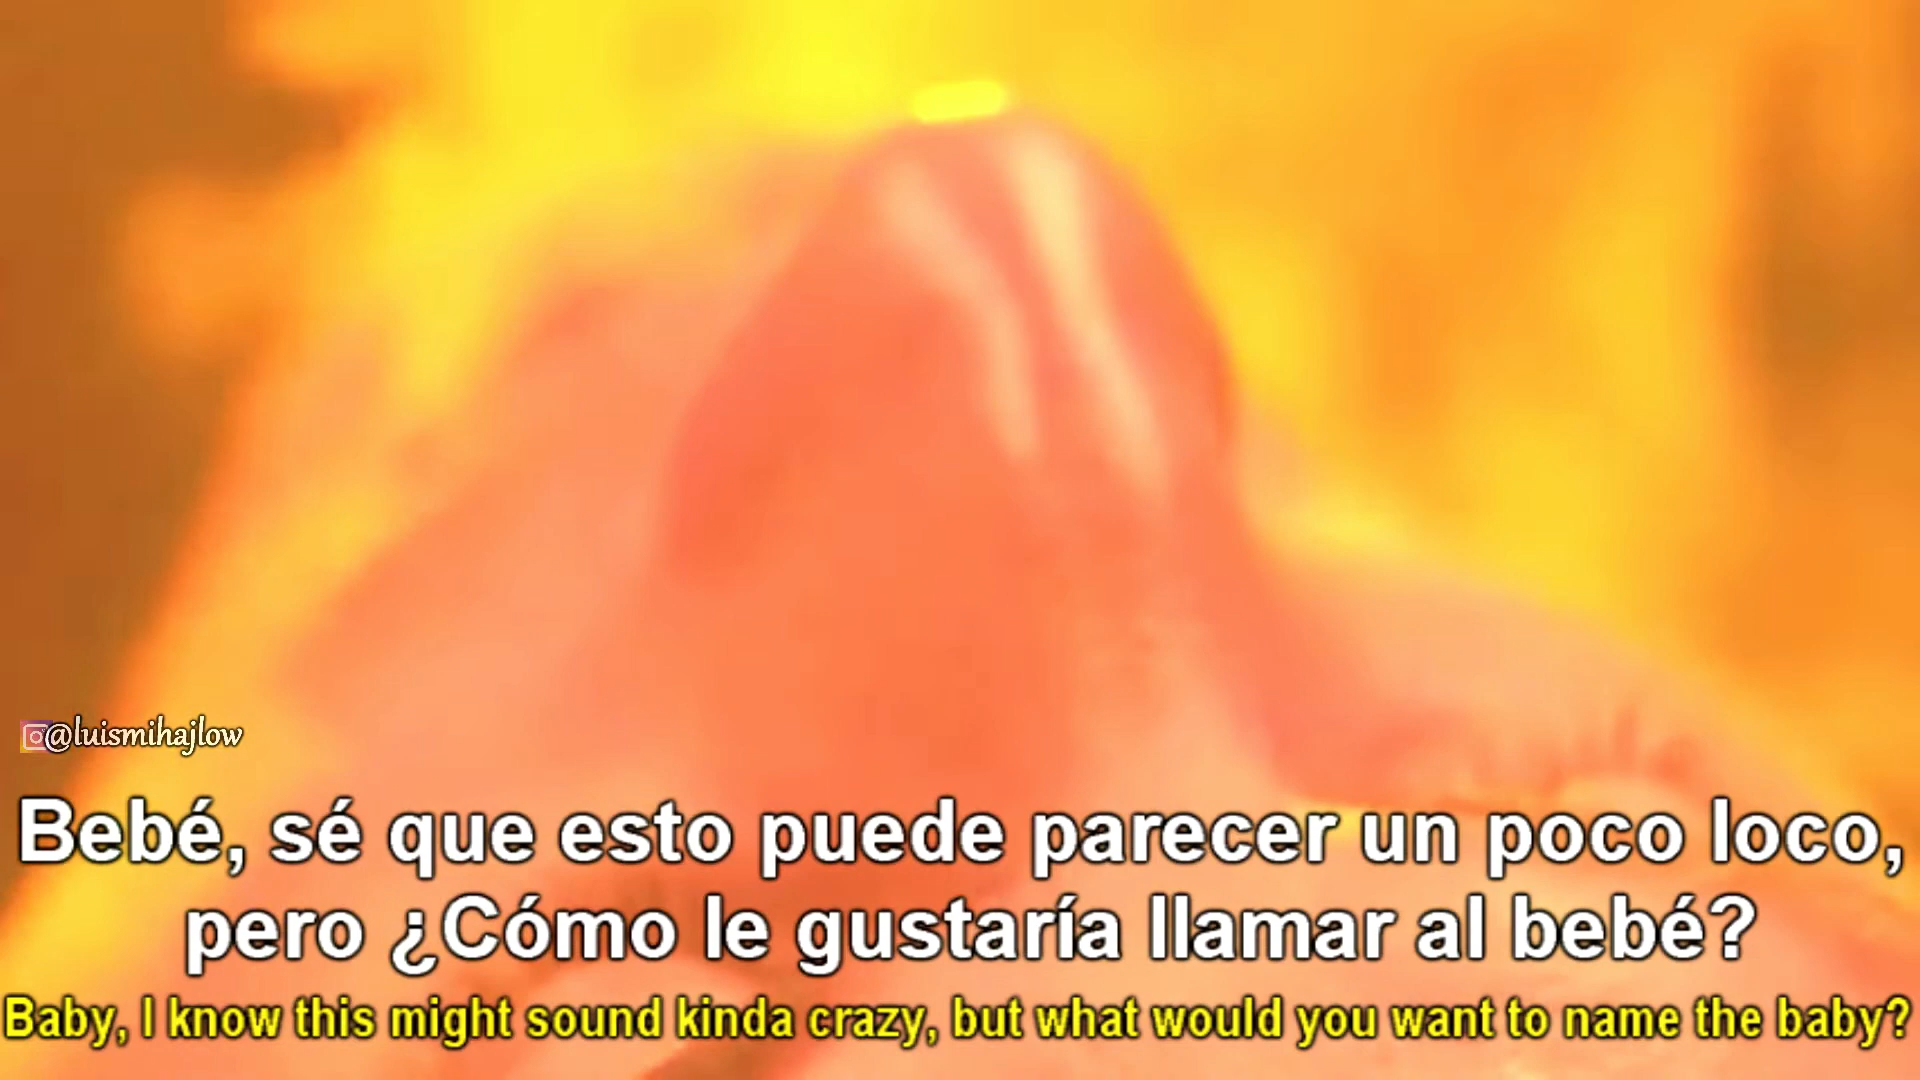 @luismihajlow
Bebé, sé que esto puede parecer un poco loco,
pero ¿Cómo le gustaría llamar al bebé?
Baby, I know this might sound kinda crazy, but what would you want to name the baby?